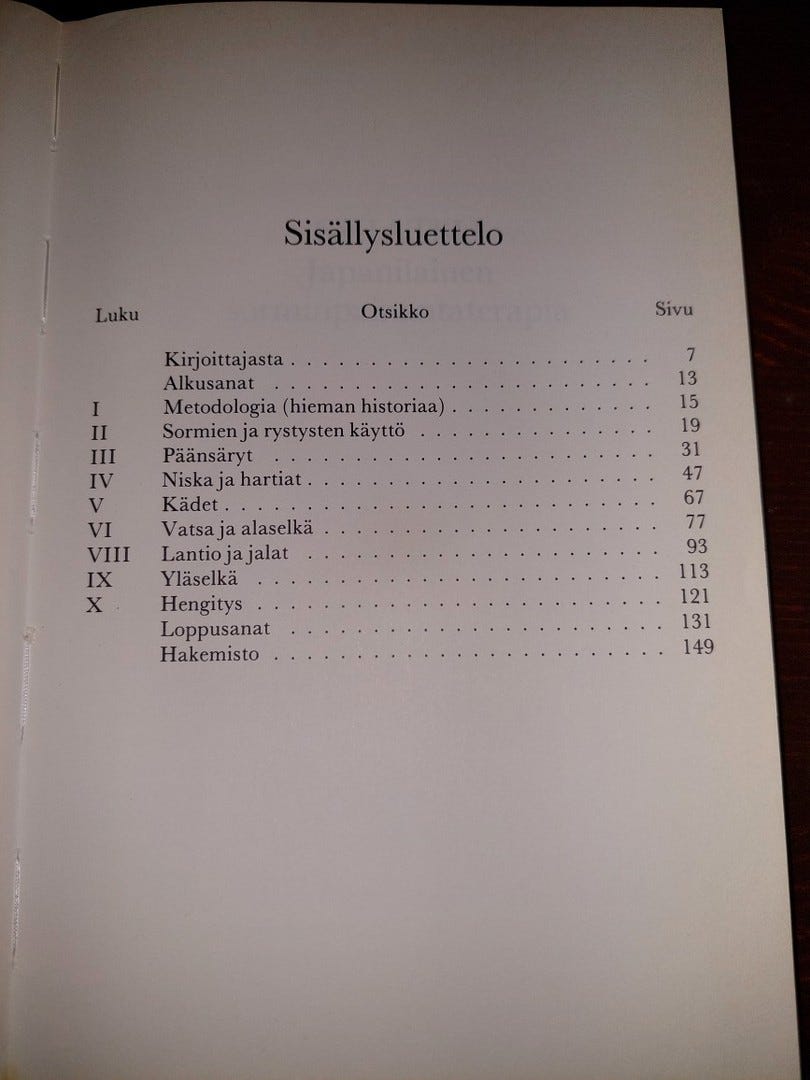 Sisällysluettelo
Luku Otsikko Sivu
Kirjoittajasta . . . . . . . . . . . . . . . . . . . . . . . 7
Alkusanat . . . . . . . . . . . . . . . . . . . . . . . . 13
I Metodologia (hieman historiaa) . . . . . . . . . . . . . 15
II Sormien ja rystysten käyttö . . . . . . . . . . . . . . . 19
III Päänsäryt . . . . . . . . . . . . . . . . . . . . . . . . 31
IV Niska ja hartiat . . . . . . . . . . . . . . . . . . . . . . 47
V Kädet . . . . . . . . . . . . . . . . . . . . . . . . . . . 67
VI Vatsa ja alaselkä . . . . . . . . . . . . . . . . . . . . . 77
VIII Lantio ja jalat . . . . . . . . . . . . . . . . . . . . . . 93
IX Yläselkä . . . . . . . . . . . . . . . . . . . . . . . . . 113
X Hengitys . . . . . . . . . . . . . . . . . . . . . . . . . 121
Loppusanat . . . . . . . . . . . . . . . . . . . . . . . 131
Hakemisto . . . . . . . . . . . . . . . . . . . . . . . . 149